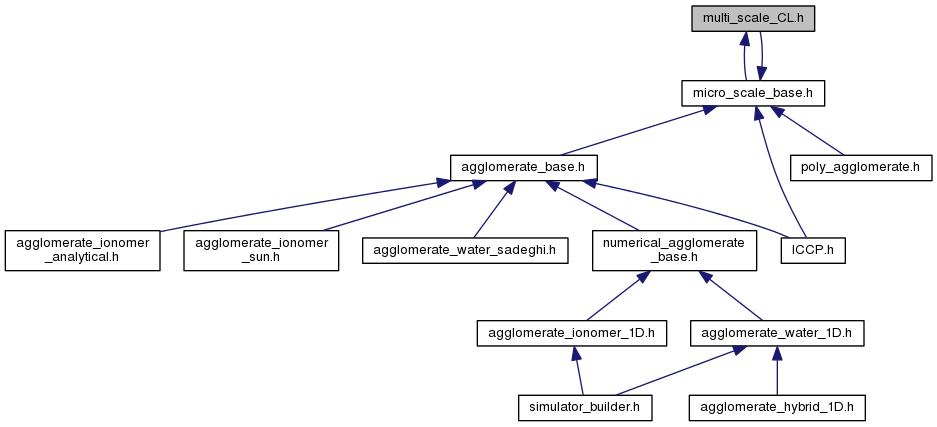 multi_scale_CL.h
micro_scale_base.h
agglomerate_base.h
poly_agglomerate.h
agglomerate_ionomer
_analytical.h
agglomerate_ionomer
_sun.h
agglomerate_water_sadeghi.h
numerical_agglomerate
_base.h
ICCP.h
agglomerate_ionomer_1D.h
agglomerate_water_1D.h
simulator_builder.h
agglomerate_hybrid_1D.h